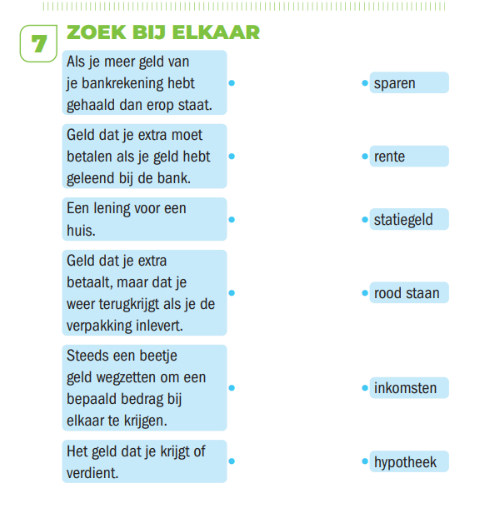 7
ZOEK BIJ ELKAAR
Als je meer geld van
je bankrekening hebt
gehaald dan erop staat.
sparen
Geld dat je extra moet
betalen als je geld hebt
geleend bij de bank.
rente
Een lening voor een
huis.
statiegeld
Geld dat je extra
betaalt, maar dat je
weer terugkrijgt als je de
verpakking inlevert.
rood staan
Steeds een beetje
geld wegzetten om een
bepaald bedrag bij
elkaar te krijgen.
inkomsten
Het geld dat je krijgt of
verdient.
hypotheek